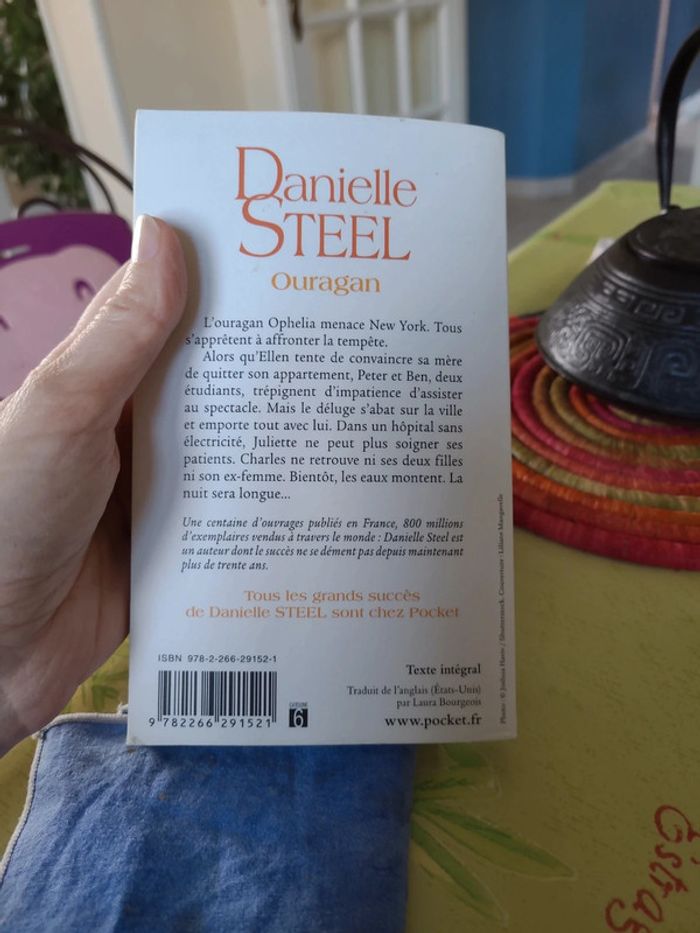 Danielle
STEEL
Ouragan
L'ouragan Ophelia menace New York. Tous
s'apprêtent à affronter la tempête.
Alors qu'Ellen tente de convaincre sa mère
de quitter son appartement, Peter et Ben, deux
étudiants, trépignent d'impatience d'assister
au spectacle. Mais le déluge s'abat sur la ville
et emporte tout avec lui. Dans un hôpital sans
électricité, Juliette ne peut plus soigner ses
patients. Charles ne retrouve ni ses deux filles
ni son ex-femme. Bientôt, les eaux montent. La
nuit sera longue...
Une centaine d'ouvrages publiés en France, 800 millions
d'exemplaires vendus à travers le monde : Danielle Steel est
un auteur dont le succès ne se dément pas depuis maintenant
plus de trente ans.
Tous les grands succès
de Danielle STEEL sont chez Pocket
ISBN 978-2-266-29152-1
9 782266 291521
CATÉGORIE
6
Texte intégral
Traduit de l'anglais (États-Unis)
par Laura Bourgeois
www.pocket.fr
Shutterstock. Couverture : Liliane Mangavelle